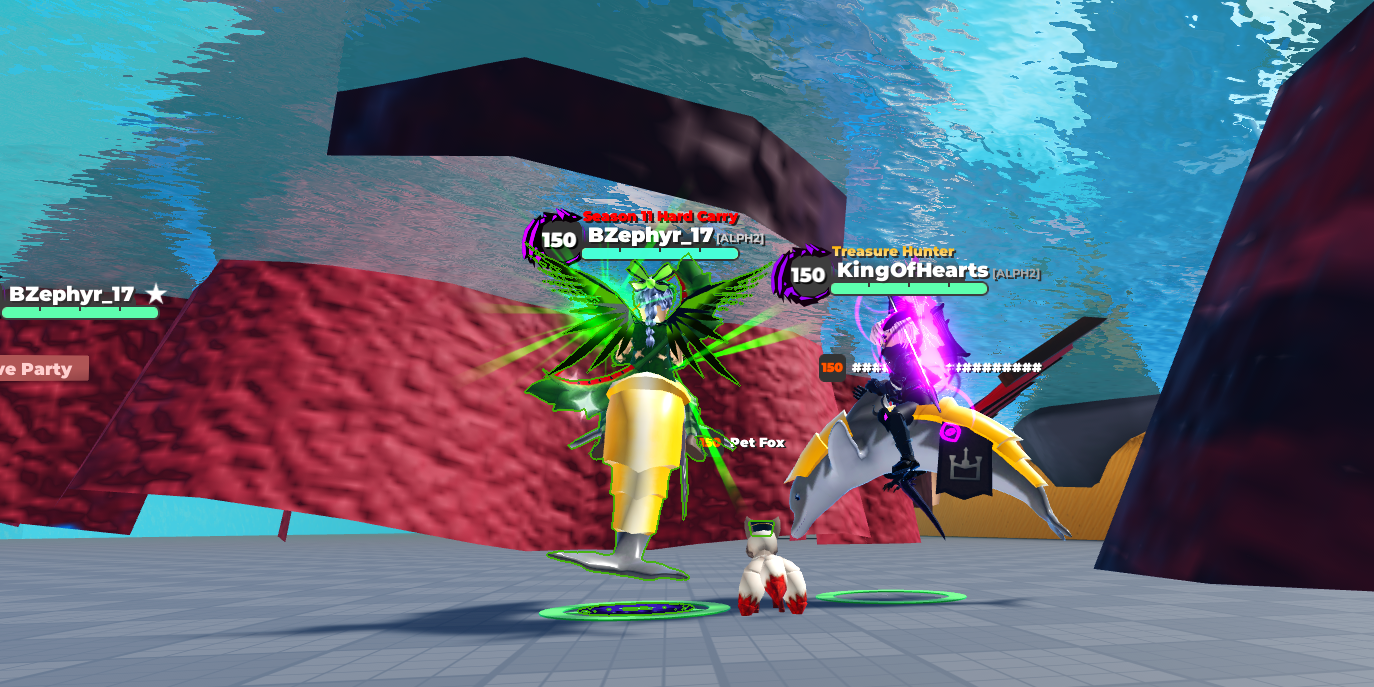 Season 11 Hard Carry
150 BZephyr_17 [ALPH2]
Treasure Hunter
150 KingOfHearts [ALPH2]
BZephyr_17 ★
ve Party
150
150 Pet Fox